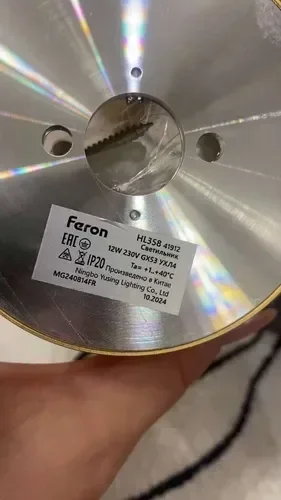 Feron HL358 41912
Светильник
12W 230V GX53 УХЛ4
Ta= +1..+40°C
EAC IP20 Произведено в Китае
Ningbo Yusing Lighting Co., Ltd
MG240814FR 10.2024